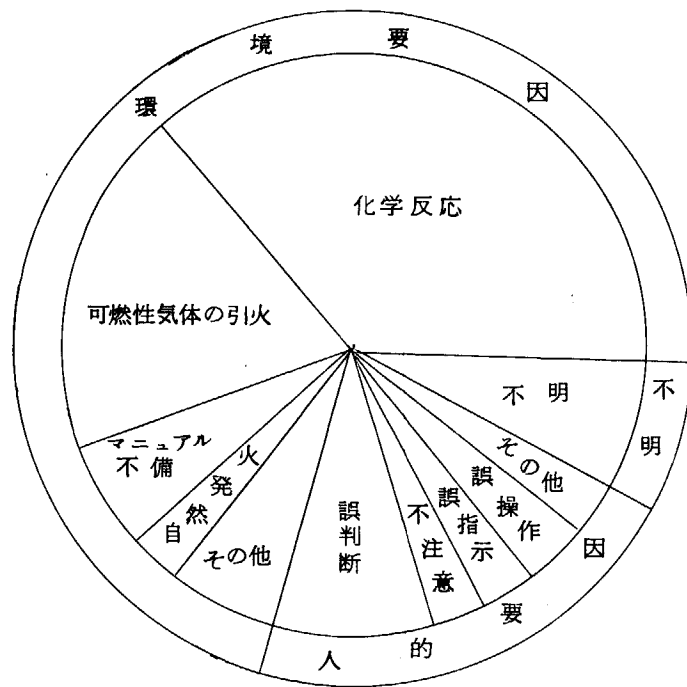 環境要因
化学反応
可燃性気体の引火
マニュアル
不備
自然発火
その他
誤判断
不注意
誤指示
誤操作
その他
不明
不明
人的要因